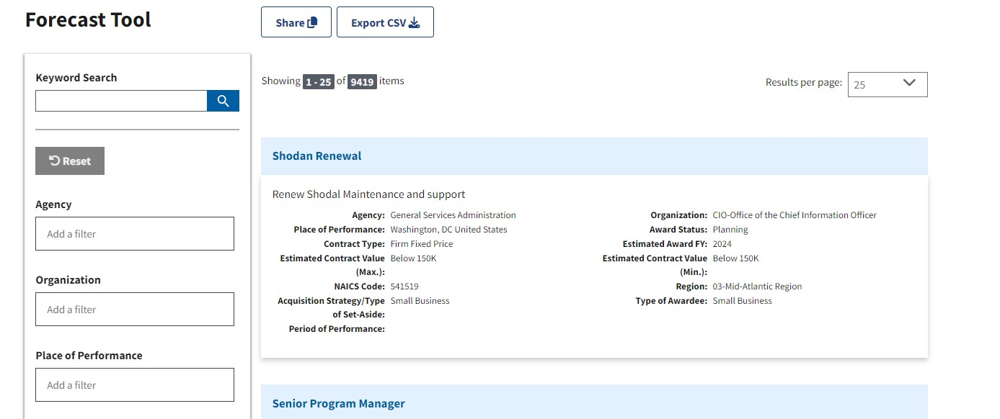 Forecast Tool
Share
Export CSV
Keyword Search
Reset
Agency
Add a filter
Organization
Add a filter
Place of Performance
Add a filter
Showing 1 - 25 of 9419 items
Results per page: 25
Shodan Renewal
Renew Shodal Maintenance and support
Agency: General Services Administration
Place of Performance: Washington, DC United States
Contract Type: Firm Fixed Price
Estimated Contract Value Below 150K
(Max.):
NAICS Code: 541519
Acquisition Strategy/Type Small Business
of Set-Aside:
Period of Performance:
Organization: CIO-Office of the Chief Information Officer
Award Status: Planning
Estimated Award FY: 2024
Estimated Contract Value Below 150K
(Min.):
Region: 03-Mid-Atlantic Region
Type of Awardee: Small Business
Senior Program Manager